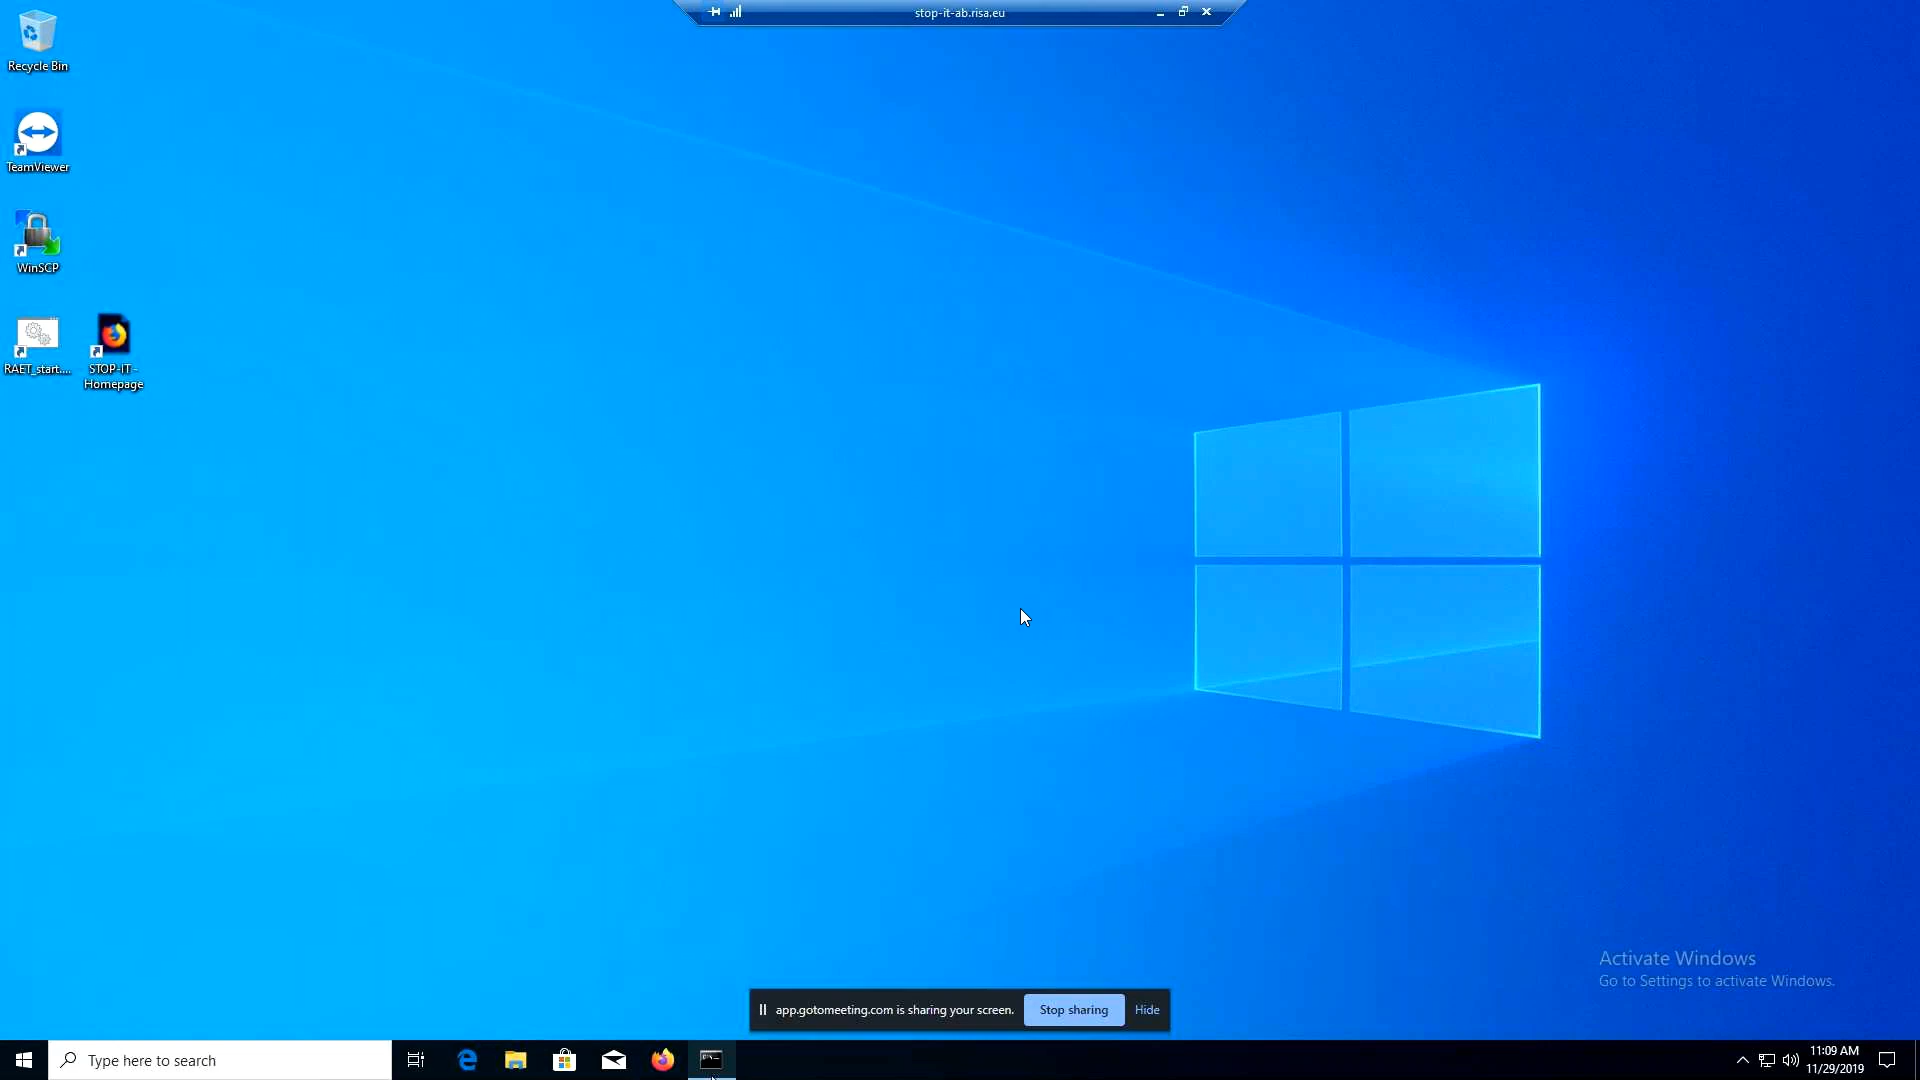 stop-it-ab.risa.eu
Recycle Bin
TeamViewer
WinSCP
RAET_start....
STOP-IT -
Homepage
Activate Windows
Go to Settings to activate Windows.
app.gotomeeting.com is sharing your screen.
Stop sharing
Hide
Type here to search
11:09 AM
11/29/2019